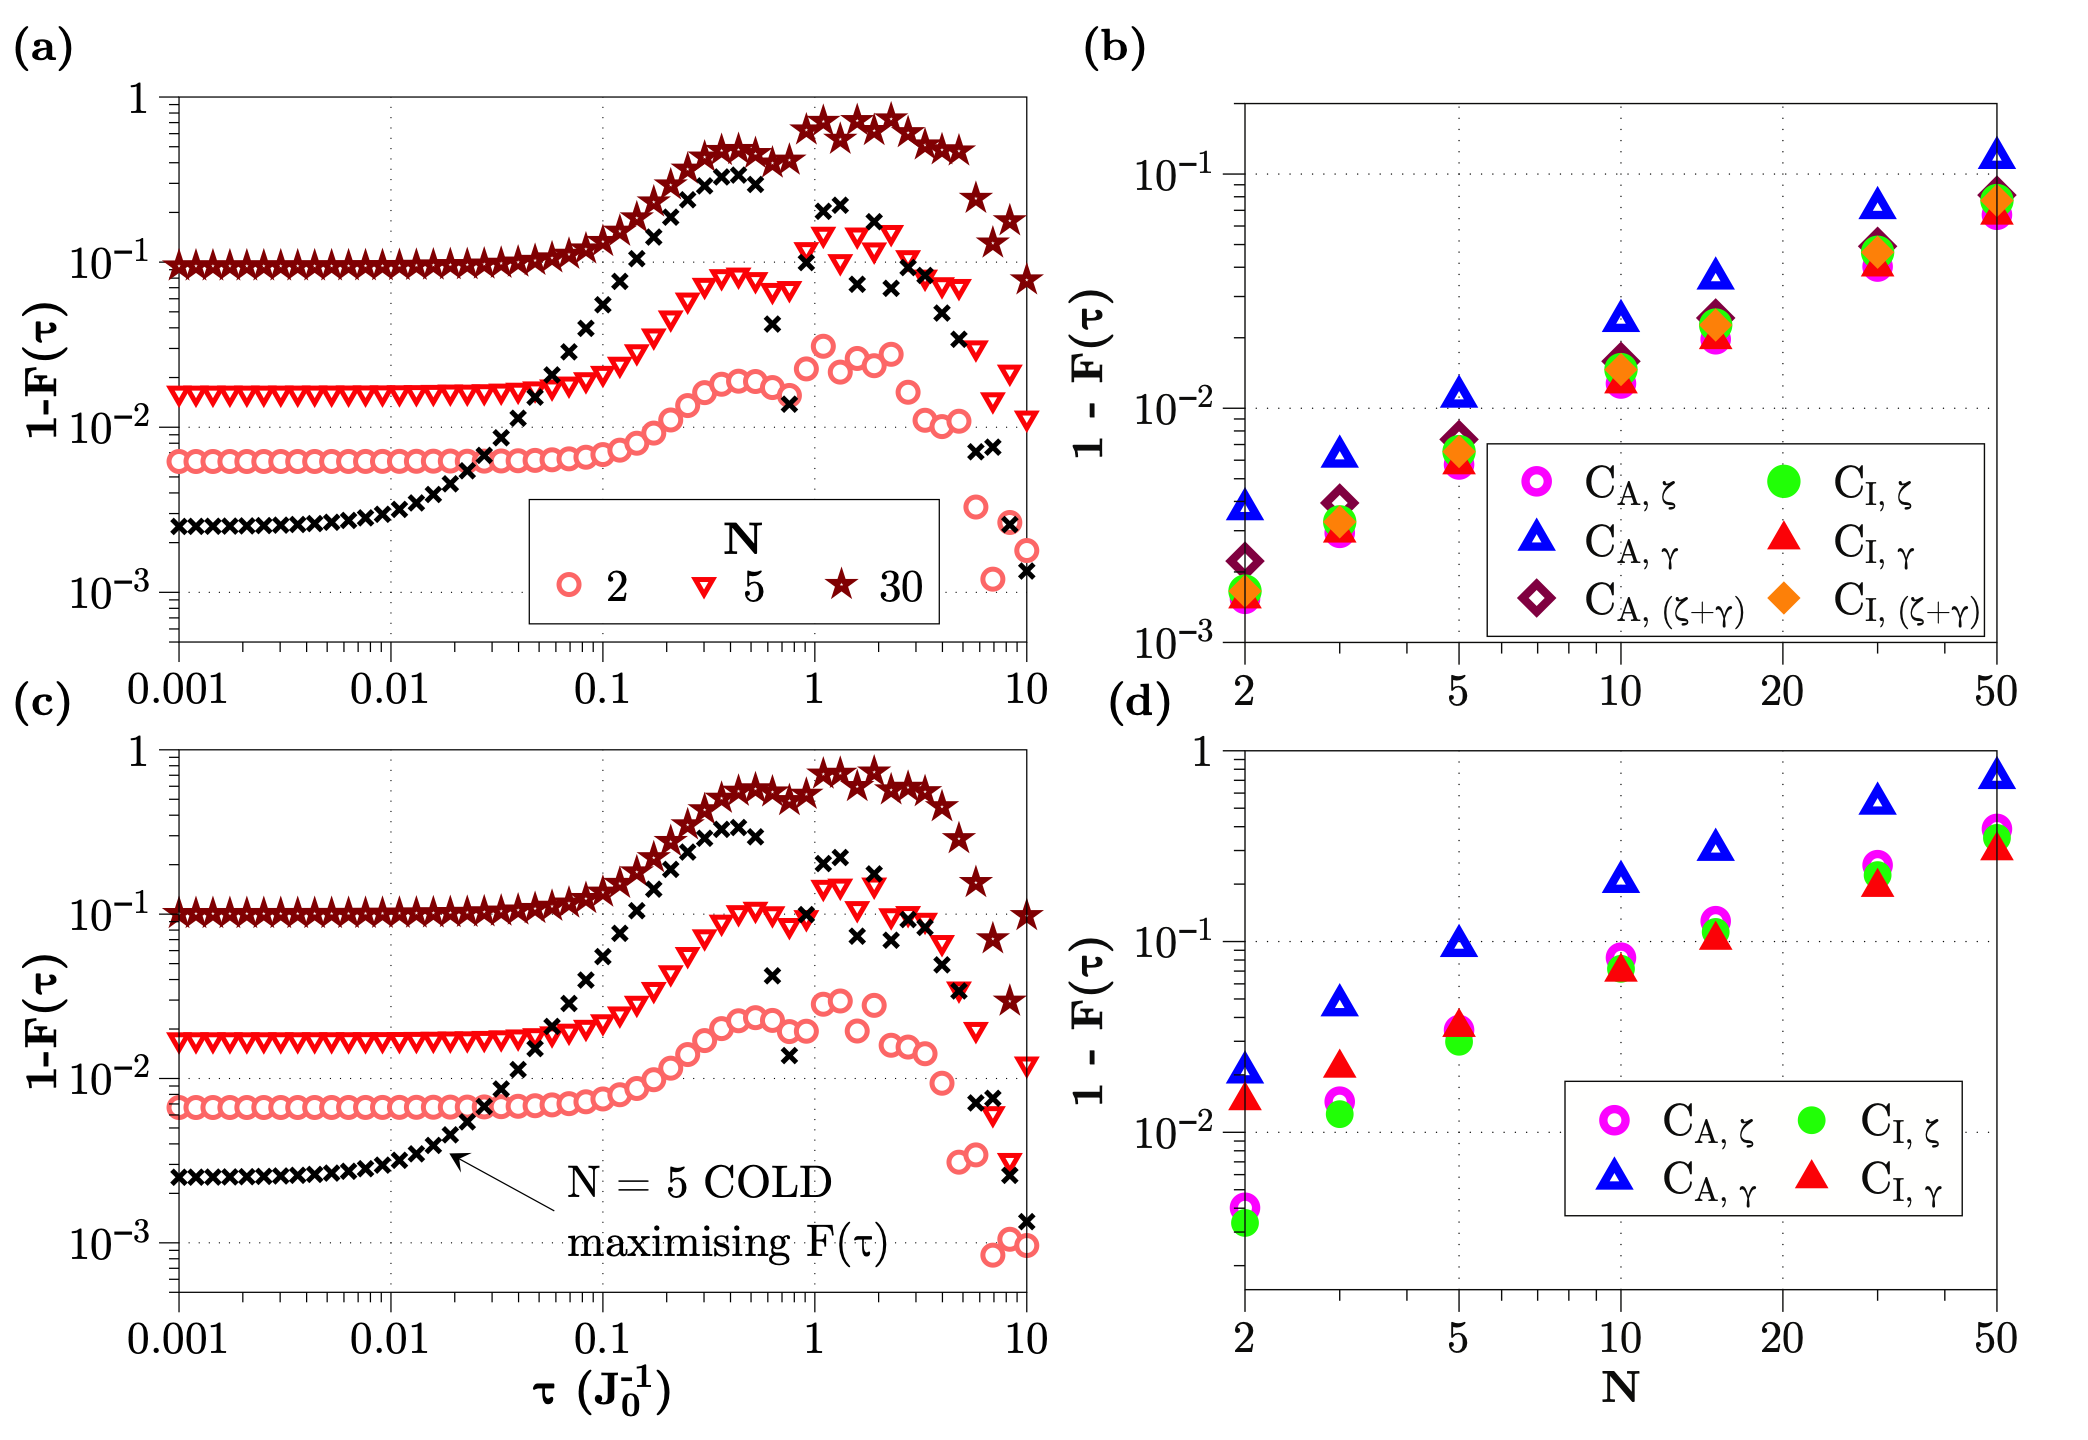 (a)
1-F(τ)
1
10⁻¹
10⁻²
10⁻³
N
2 5 30
0.001 0.01 0.1 1 10
(b)
1 - F(τ)
10⁻¹
10⁻²
10⁻³
C_A, ζ C_I, ζ
C_A, γ C_I, γ
C_A, (ζ+γ) C_I, (ζ+γ)
2 5 10 20 50
(c)
1-F(τ)
1
10⁻¹
10⁻²
10⁻³
N = 5 COLD
maximising F(τ)
0.001 0.01 0.1 1 10
τ (J₀⁻¹)
(d)
1 - F(τ)
1
10⁻¹
10⁻²
C_A, ζ C_I, ζ
C_A, γ C_I, γ
2 5 10 20 50
N